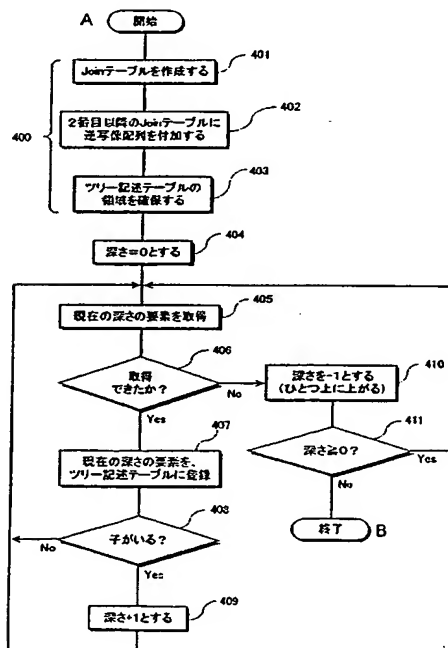 A
開始
401
Joinテーブルを作成する
400
402
2番目以降のJoinテーブルに
逆写像配列を付加する
403
ツリー記述テーブルの
領域を確保する
404
深さ=0とする
405
現在の深さの要素を取得
406
取得
できたか?
No
Yes
410
深さを-1とする
(ひとつ上に上がる)
411
深さ≧0?
Yes
No
終了
B
407
現在の深さの要素を、
ツリー記述テーブルに登録
408
子がいる?
No
Yes
409
深さ+1とする